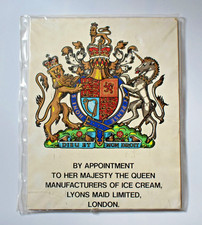 DIEU ET MON DROIT
BY APPOINTMENT
TO HER MAJESTY THE QUEEN
MANUFACTURERS OF ICE CREAM,
LYONS MAID LIMITED,
LONDON.